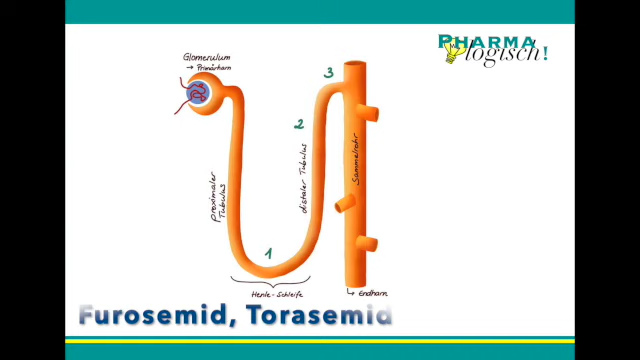 PHARMA
logisch!
Glomerulum
→ Primärharn
3
2
proximaler
Tubulus
distaler Tubulus
Sammelrohr
1
Henle-Schleife
↳ Endharn
Furosemid, Torasemid